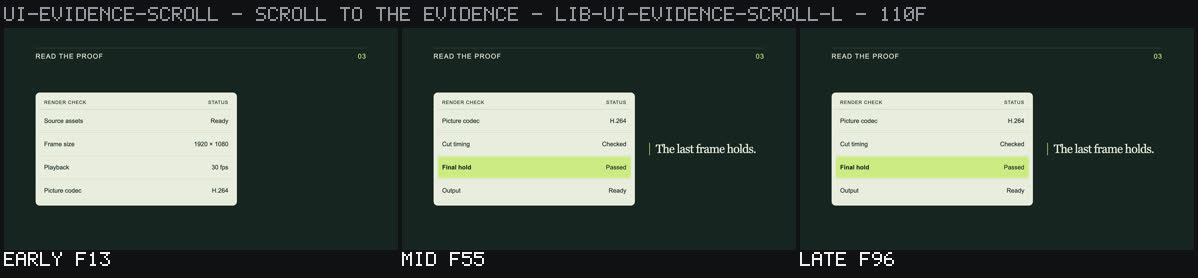 UI-EVIDENCE-SCROLL — SCROLL TO THE EVIDENCE — LIB-UI-EVIDENCE-SCROLL-L — 110F
READ THE PROOF 03
RENDER CHECK STATUS
Source assets Ready
Frame size 1920 × 1080
Playback 30 fps
Picture codec H.264
EARLY F13
READ THE PROOF 03
RENDER CHECK STATUS
Picture codec H.264
Cut timing Checked
Final hold Passed
Output Ready
The last frame holds.
MID F55
READ THE PROOF 03
RENDER CHECK STATUS
Picture codec H.264
Cut timing Checked
Final hold Passed
Output Ready
The last frame holds.
LATE F96